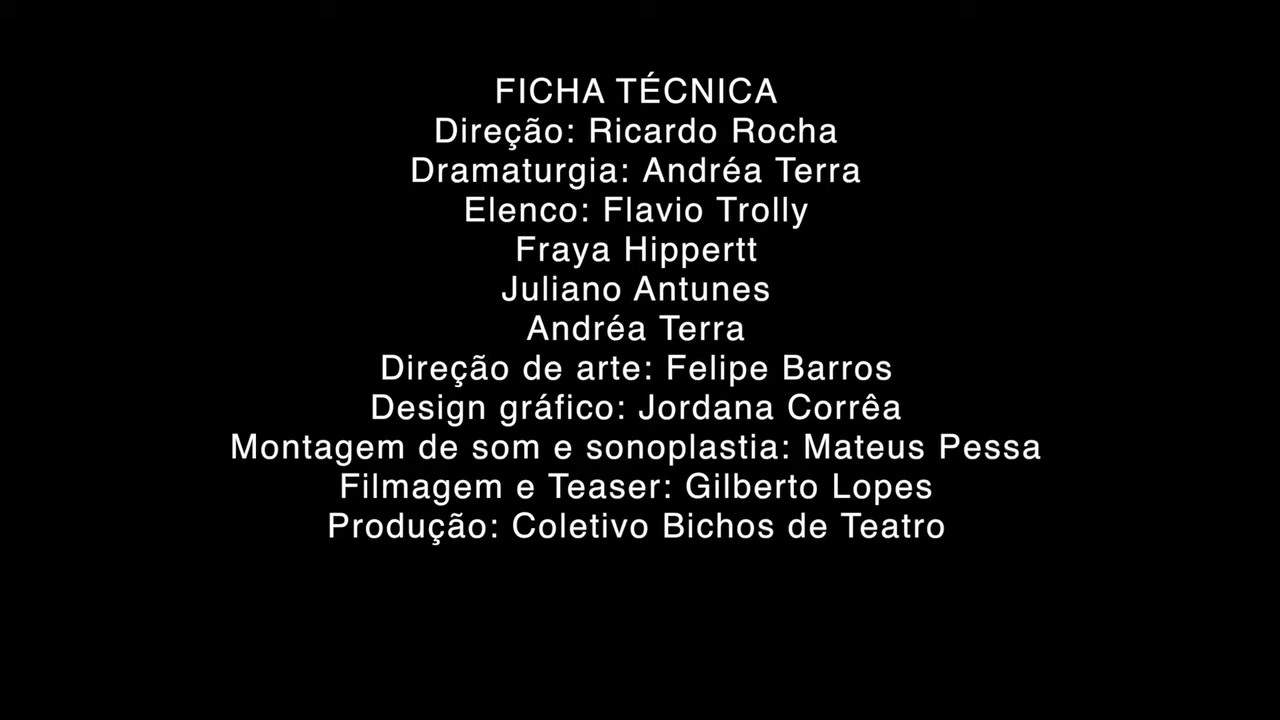 FICHA TÉCNICA
Direção: Ricardo Rocha
Dramaturgia: Andréa Terra
Elenco: Flavio Trolly
Fraya Hippertt
Juliano Antunes
Andréa Terra
Direção de arte: Felipe Barros
Design gráfico: Jordana Corrêa
Montagem de som e sonoplastia: Mateus Pessa
Filmagem e Teaser: Gilberto Lopes
Produção: Coletivo Bichos de Teatro